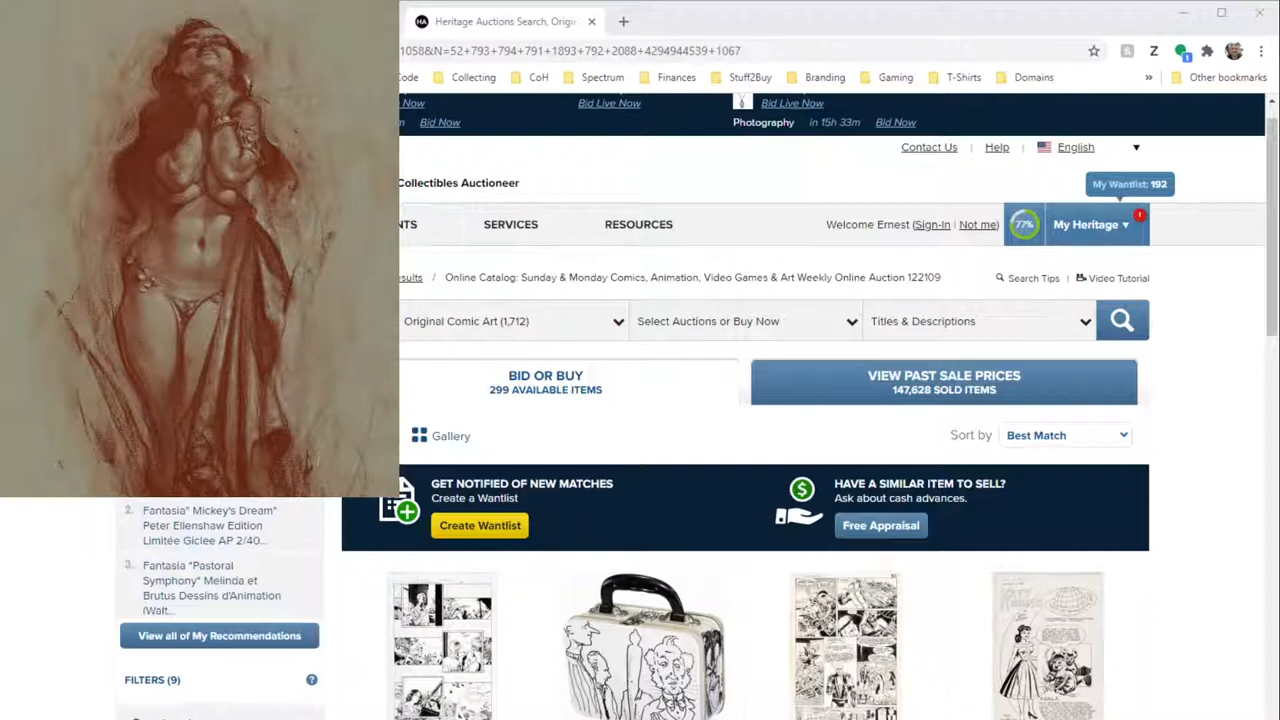 Heritage Auctions Search, Origi
1058&N=52+793+794+791+1893+792+2088+4294944539+1067
Z
1
Code
Collecting
CoH
Spectrum
Finances
Stuff2Buy
Branding
Gaming
T-Shirts
Domains
»
Other bookmarks
Now
Bid Live Now
Bid Live Now
m
Bid Now
Photography in 15h 33m Bid Now
Contact Us | Help | English
Collectibles Auctioneer
My Wantlist: 192
NTS
SERVICES
RESOURCES
Welcome Ernest (Sign-In | Not me)
77%
My Heritage
!
esults / Online Catalog: Sunday & Monday Comics, Animation, Video Games & Art Weekly Online Auction 122109
Search Tips | Video Tutorial
Original Comic Art (1,712)
Select Auctions or Buy Now
Titles & Descriptions
BID OR BUY
299 AVAILABLE ITEMS
VIEW PAST SALE PRICES
147,628 SOLD ITEMS
Gallery
Sort by Best Match
GET NOTIFIED OF NEW MATCHES
Create a Wantlist
Create Wantlist
HAVE A SIMILAR ITEM TO SELL?
Ask about cash advances.
Free Appraisal
2. Fantasia" Mickey's Dream"
Peter Ellenshaw Edition
Limitée Giclee AP 2/40...
3. Fantasia "Pastoral
Symphony" Melinda et
Brutus Dessins d'Animation
(Walt...
View all of My Recommendations
FILTERS (9)
?